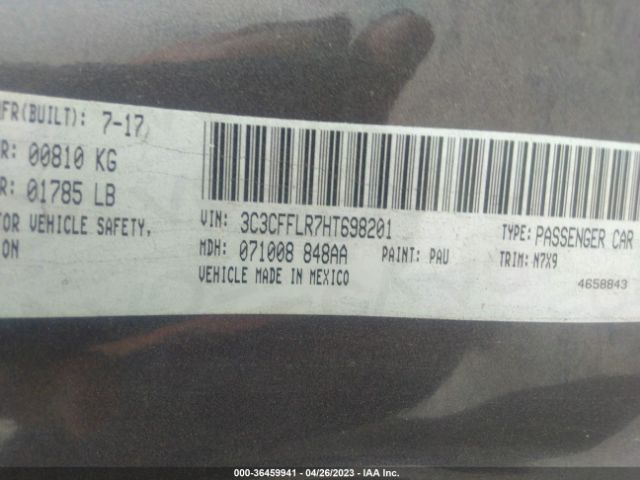 MFR(BUILT): 7-17
R: 00810 KG
R: 01785 LB
TOR VEHICLE SAFETY,
ON
VIN: 3C3CFFLR7HT698201
MDH: 071008 848AA PAINT: PAU
VEHICLE MADE IN MEXICO
TYPE: PASSENGER CAR
TRIM: N7X9
4658843
000-36459941 - 04/26/2023 - IAA Inc.